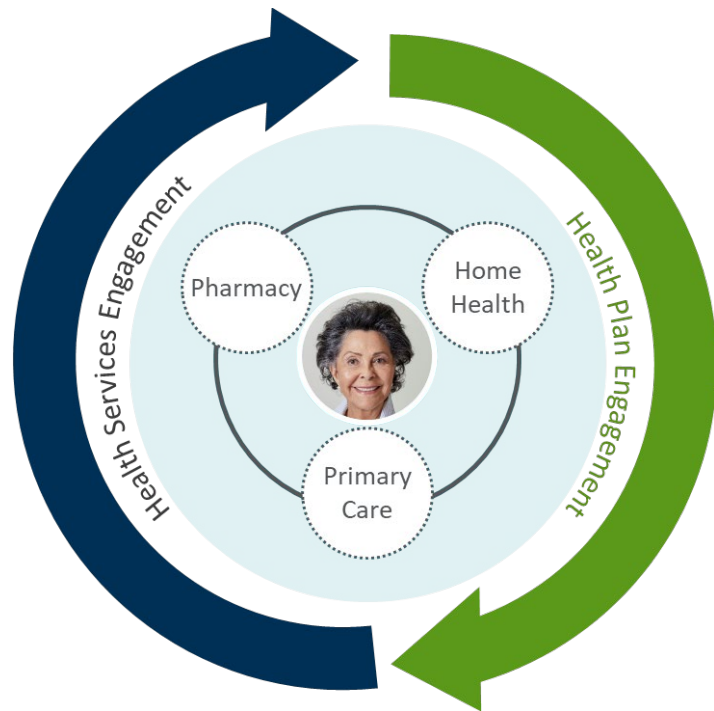 Health Services Engagement
Health Plan Engagement
Pharmacy
Home
Health
Primary
Care